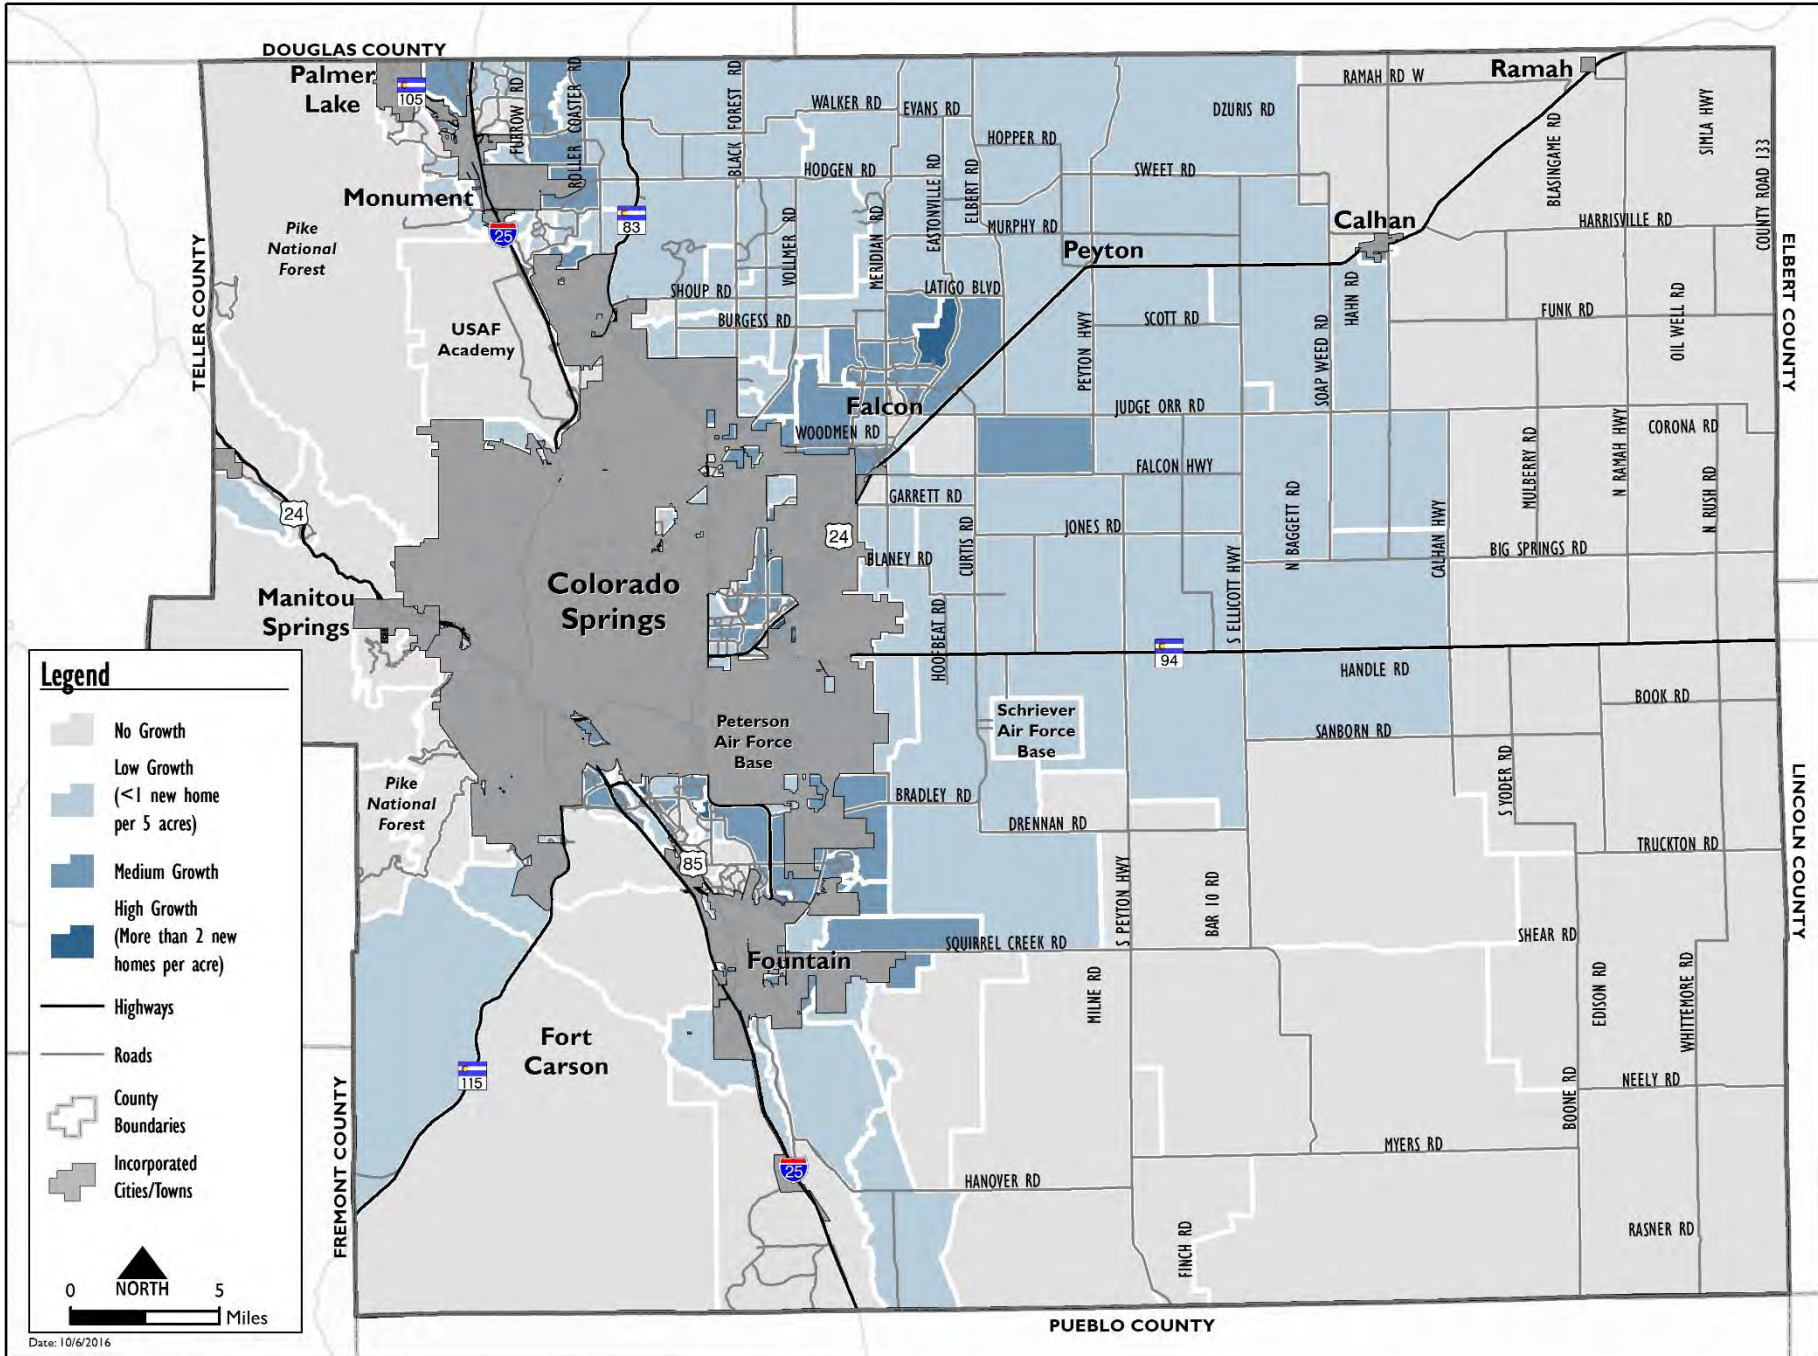 DOUGLAS COUNTY
Palmer
Lake
105
FURROW RD
ROLLER COASTER RD
BLACK FOREST RD
WALKER RD
EVANS RD
DZURIS RD
RAMAH RD W
Ramah
BLASINGAME RD
SIMLA HWY
COUNTY ROAD 133
HOPPER RD
HODGEN RD
EASTONVILLE RD
ELBERT RD
SWEET RD
Monument
83
25
VOLLMER RD
MERIDIAN RD
MURPHY RD
Peyton
Calhan
HARRISVILLE RD
Pike
National
Forest
TELLER COUNTY
ELBERT COUNTY
USAF
Academy
SHOUP RD
BURGESS RD
LATIGO BLVD
PEYTON HWY
SCOTT RD
SOAP WEED RD
HAHN RD
FUNK RD
OIL WELL RD
Falcon
WOODMEN RD
JUDGE ORR RD
FALCON HWY
MULBERRY RD
N RAMAH HWY
CORONA RD
N RUSH RD
24
GARRETT RD
24
BLANEY RD
CURTIS RD
JONES RD
S ELLICOTT HWY
N BAGGETT RD
CALHAN HWY
BIG SPRINGS RD
Colorado
Springs
Manitou
Springs
HOOFBEAT RD
94
HANDLE RD
BOOK RD
Peterson
Air Force
Base
Schriever
Air Force
Base
SANBORN RD
S YODER RD
Pike
National
Forest
BRADLEY RD
DRENNAN RD
TRUCKTON RD
LINCOLN COUNTY
85
S PEYTON HWY
BAR 10 RD
SQUIRREL CREEK RD
SHEAR RD
Fountain
MILNE RD
EDISON RD
WHITTEMORE RD
Fort
Carson
115
FREMONT COUNTY
BOONE RD
NEELY RD
MYERS RD
25
HANOVER RD
FINCH RD
RASNER RD
PUEBLO COUNTY
Legend
No Growth
Low Growth
(<1 new home
per 5 acres)
Medium Growth
High Growth
(More than 2 new
homes per acre)
Highways
Roads
County
Boundaries
Incorporated
Cities/Towns
NORTH
0 5
Miles
Date: 10/6/2016